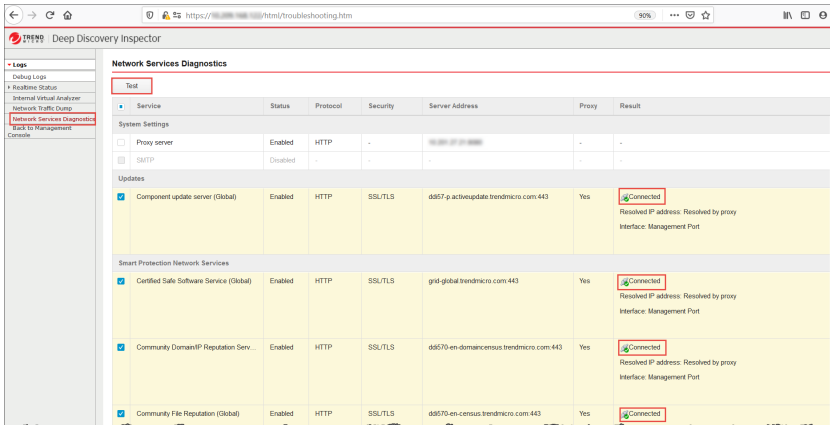 https://
/html/troubleshooting.htm
90%
TREND MICRO Deep Discovery Inspector
Logs
Debug Logs
Realtime Status
Internal Virtual Analyzer
Network Traffic Dump
Network Services Diagnostics
Back to Management
Console
Network Services Diagnostics
Test
Service Status Protocol Security Server Address Proxy Result
System Settings
Proxy server Enabled HTTP - - -
SMTP Disabled - - - - -
Updates
Component update server (Global) Enabled HTTP SSL/TLS ddi57-p.activeupdate.trendmicro.com:443 Yes Connected
Resolved IP address: Resolved by proxy
Interface: Management Port
Smart Protection Network Services
Certified Safe Software Service (Global) Enabled HTTP SSL/TLS grid-global.trendmicro.com:443 Yes Connected
Resolved IP address: Resolved by proxy
Interface: Management Port
Community Domain/IP Reputation Serv... Enabled HTTP SSL/TLS ddi570-en-domaincensus.trendmicro.com:443 Yes Connected
Resolved IP address: Resolved by proxy
Interface: Management Port
Community File Reputation (Global) Enabled HTTP SSL/TLS ddi570-en-census.trendmicro.com:443 Yes Connected